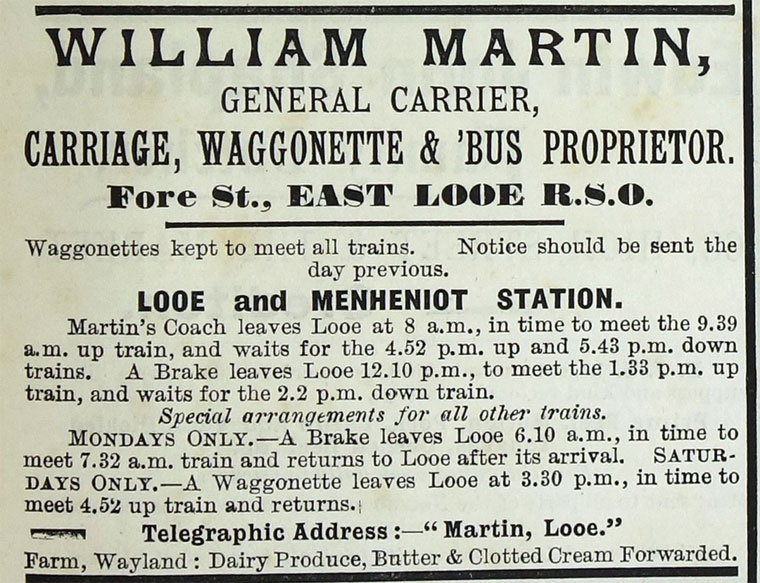 WILLIAM MARTIN,
GENERAL CARRIER,
CARRIAGE, WAGGONETTE & 'BUS PROPRIETOR.
Fore St., EAST LOOE R.S.O.
Waggonettes kept to meet all trains. Notice should be sent the
day previous.
LOOE and MENHENIOT STATION.
Martin's Coach leaves Looe at 8 a.m., in time to meet the 9.39
a.m. up train, and waits for the 4.52 p.m. up and 5.43 p.m. down
trains. A Brake leaves Looe 12.10 p.m., to meet the 1.33 p.m. up
train, and waits for the 2.2 p.m. down train.
Special arrangements for all other trains.
MONDAYS ONLY.—A Brake leaves Looe 6.10 a.m., in time to
meet 7.32 a.m. train and returns to Looe after its arrival. SATUR-
DAYS ONLY.—A Waggonette leaves Looe at 3.30 p.m., in time to
meet 4.52 up train and returns.
Telegraphic Address:—"Martin, Looe."
Farm, Wayland : Dairy Produce, Butter & Clotted Cream Forwarded.